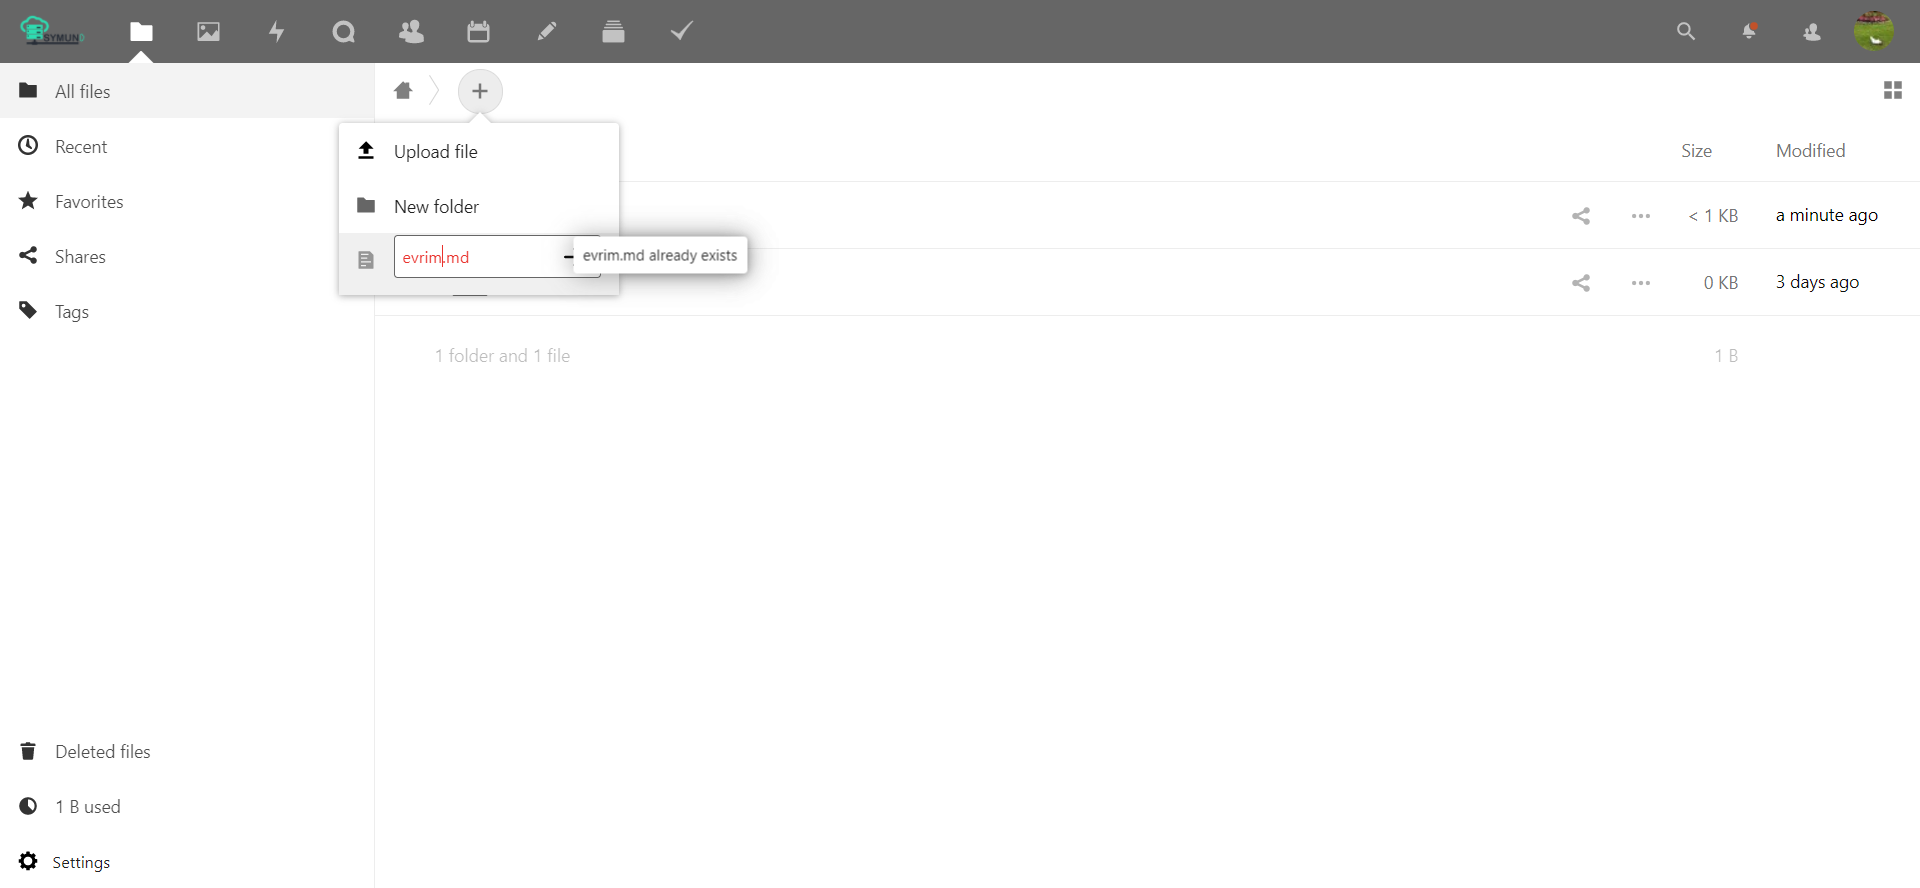 SYMUN
All files
Recent
Favorites
Shares
Tags
Deleted files
1 B used
Settings
Upload file
New folder
evrim.md
evrim.md already exists
Size Modified
< 1 KB a minute ago
0 KB 3 days ago
1 folder and 1 file 1 B